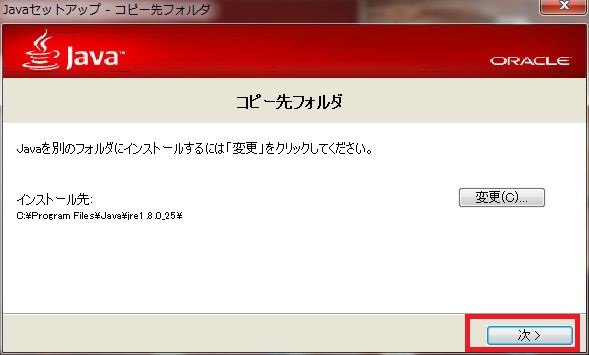 Javaセットアップ - コピー先フォルダ
Java™
ORACLE
コピー先フォルダ
Javaを別のフォルダにインストールするには「変更」をクリックしてください。
インストール先:
変更(C)...
C:¥Program Files¥Java¥jre1.8.0_25¥
次 >